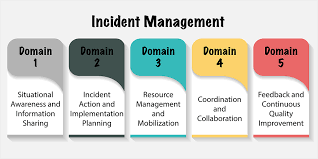 Incident Management
Domain
1
Situational
Awareness and
Information
Sharing
Domain
2
Incident
Action and
Implementation
Planning
Domain
3
Resource
Management
and
Mobilization
Domain
4
Coordination
and
Collaboration
Domain
5
Feedback and
Continuous
Quality
Improvement